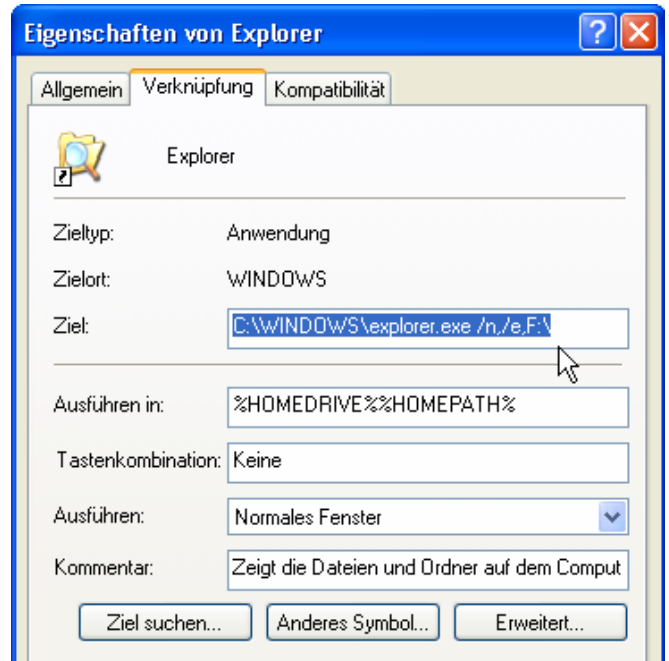 Eigenschaften von Explorer
Allgemein Verknüpfung Kompatibilität
Explorer
Zieltyp: Anwendung
Zielort: WINDOWS
Ziel: C:\WINDOWS\explorer.exe /n,/e,F:\
Ausführen in: %HOMEDRIVE%%HOMEPATH%
Tastenkombination: Keine
Ausführen: Normales Fenster
Kommentar: Zeigt die Dateien und Ordner auf dem Comput
Ziel suchen... Anderes Symbol... Erweitert...